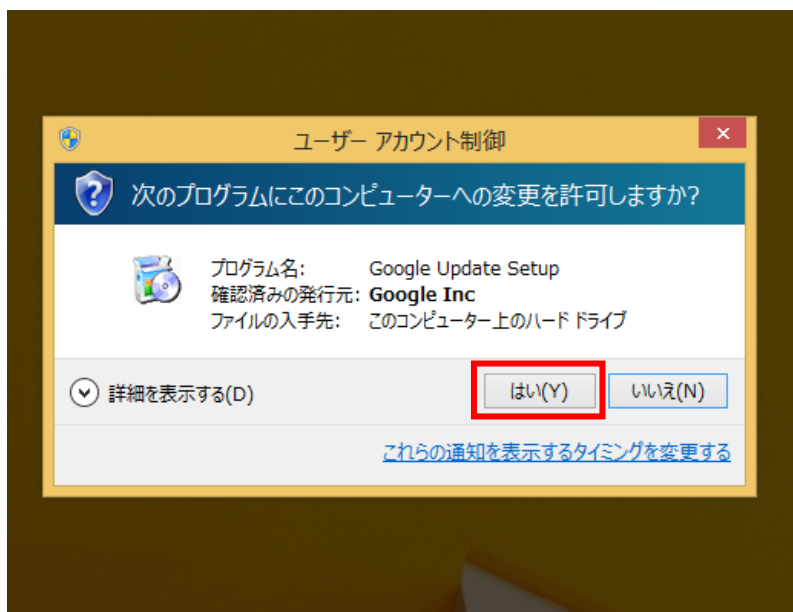 ユーザー アカウント制御
次のプログラムにこのコンピューターへの変更を許可しますか?
プログラム名: Google Update Setup
確認済みの発行元: Google Inc
ファイルの入手先: このコンピューター上のハード ドライブ
詳細を表示する(D) はい(Y) いいえ(N)
これらの通知を表示するタイミングを変更する